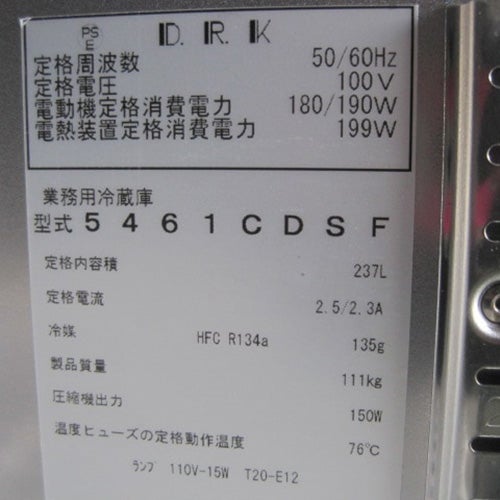 PS
E
D. R. K
定格周波数 50/60Hz
定格電圧 100V
電動機定格消費電力 180/190W
電熱装置定格消費電力 199W
業務用冷蔵庫
型式 5461CDSF
定格内容積 237L
定格電流 2.5/2.3A
冷媒 HFC R134a 135g
製品質量 111kg
圧縮機出力 150W
温度ヒューズの定格動作温度 76℃
ランプ 110V-15W T20-E12